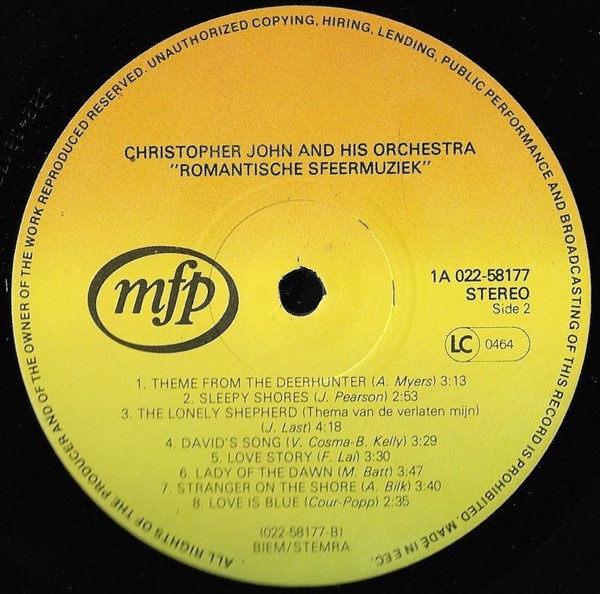 ALL RIGHTS OF THE PRODUCER AND OF THE OWNER OF THE WORK REPRODUCED RESERVED. UNAUTHORIZED COPYING, HIRING, LENDING, PUBLIC PERFORMANCE AND BROADCASTING OF THIS RECORD IS PROHIBITED. MADE IN EEC.
CHRISTOPHER JOHN AND HIS ORCHESTRA
"ROMANTISCHE SFEERMUZIEK"
mfp
1A 022-58177
STEREO
Side 2
LC 0464
1. THEME FROM THE DEERHUNTER (A. Myers) 3:13
2. SLEEPY SHORES (J. Pearson) 2:53
3. THE LONELY SHEPHERD (Thema van de verlaten mijn)
(J. Last) 4:18
4. DAVID'S SONG (V. Cosma-B. Kelly) 3:29
5. LOVE STORY (F. Lai) 3:30
6. LADY OF THE DAWN (M. Batt) 3:47
7. STRANGER ON THE SHORE (A. Bilk) 3:40
8. LOVE IS BLUE (Cour-Popp) 2:35
(022-58177-B)
BIEM/STEMRA